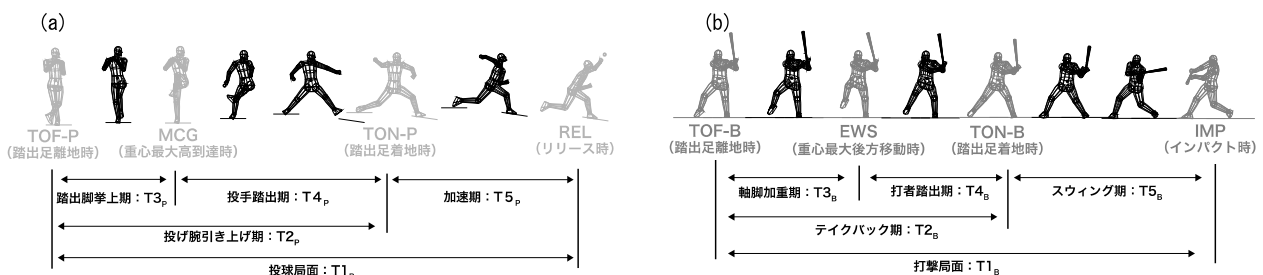 (a)
TOF-P
(踏出足離地時)
MCG
(重心最大高到達時)
TON-P
(踏出足着地時)
REL
(リリース時)
踏出脚挙上期：T3P
投手踏出期：T4P
加速期：T5P
投げ腕引き上げ期：T2P
投球局面：T1P
(b)
TOF-B
(踏出足離地時)
EWS
(重心最大後方移動時)
TON-B
(踏出足着地時)
IMP
(インパクト時)
軸脚加重期：T3B
打者踏出期：T4B
スウィング期：T5B
テイクバック期：T2B
打撃局面：T1B